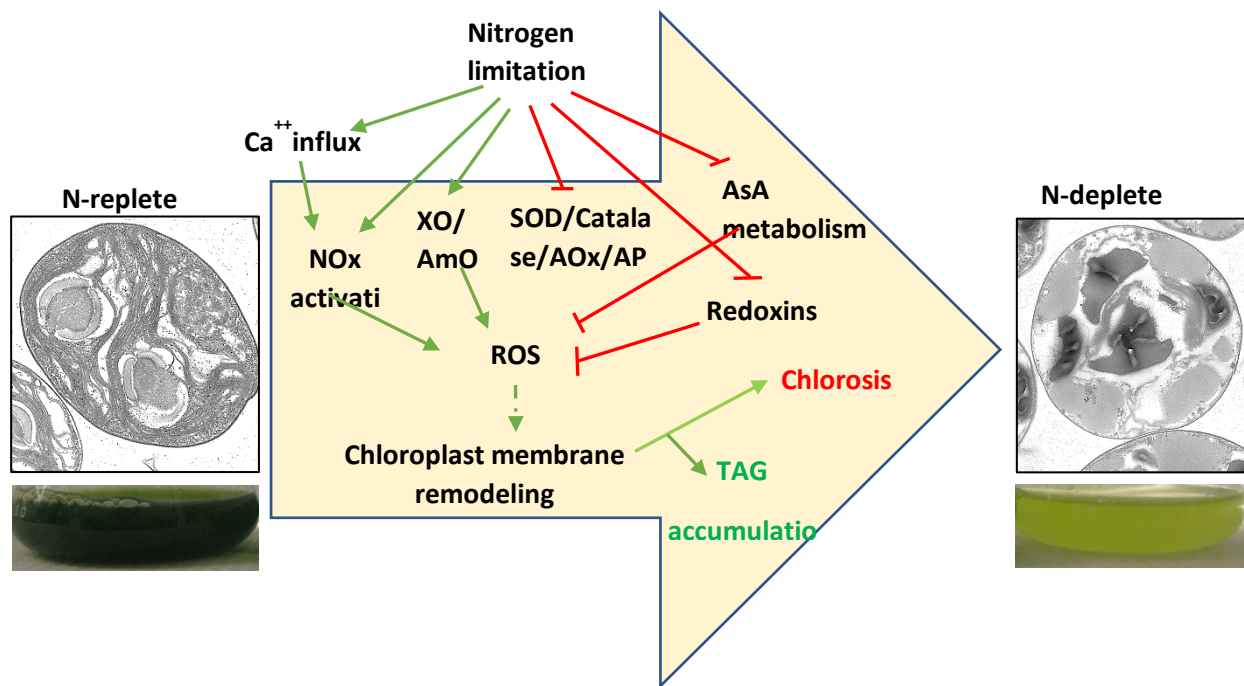 Nitrogen
limitation
Ca++ influx
N-replete
NOx
activati
XO/
AmO
SOD/Catala
se/AOx/AP
AsA
metabolism
Redoxins
ROS
Chlorosis
Chloroplast membrane
remodeling
TAG
accumulatio
N-deplete